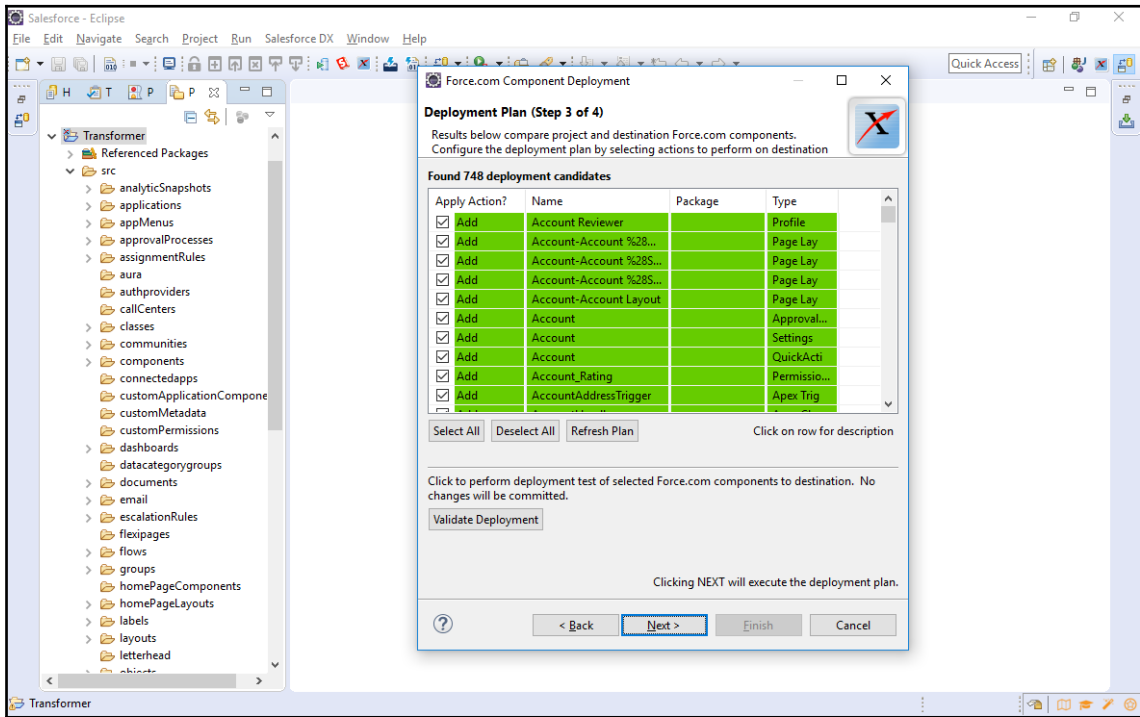 Salesforce - Eclipse
File Edit Navigate Search Project Run Salesforce DX Window Help
Quick Access
H T P P
Transformer
Referenced Packages
src
analyticSnapshots
applications
appMenus
approvalProcesses
assignmentRules
aura
authproviders
callCenters
classes
communities
components
connectedapps
customApplicationCompone
customMetadata
customPermissions
dashboards
datacategorygroups
documents
email
escalationRules
flexipages
flows
groups
homePageComponents
homePageLayouts
labels
layouts
letterhead
Force.com Component Deployment
Deployment Plan (Step 3 of 4)
Results below compare project and destination Force.com components.
Configure the deployment plan by selecting actions to perform on destination
Found 748 deployment candidates
Apply Action? Name Package Type
Add Account Reviewer Profile
Add Account-Account %28... Page Lay
Add Account-Account %28S... Page Lay
Add Account-Account %28S... Page Lay
Add Account-Account Layout Page Lay
Add Account Approval...
Add Account Settings
Add Account QuickActi
Add Account_Rating Permissio...
Add AccountAddressTrigger Apex Trig
Select All Deselect All Refresh Plan Click on row for description
Click to perform deployment test of selected Force.com components to destination. No
changes will be committed.
Validate Deployment
Clicking NEXT will execute the deployment plan.
< Back Next > Finish Cancel
Transformer